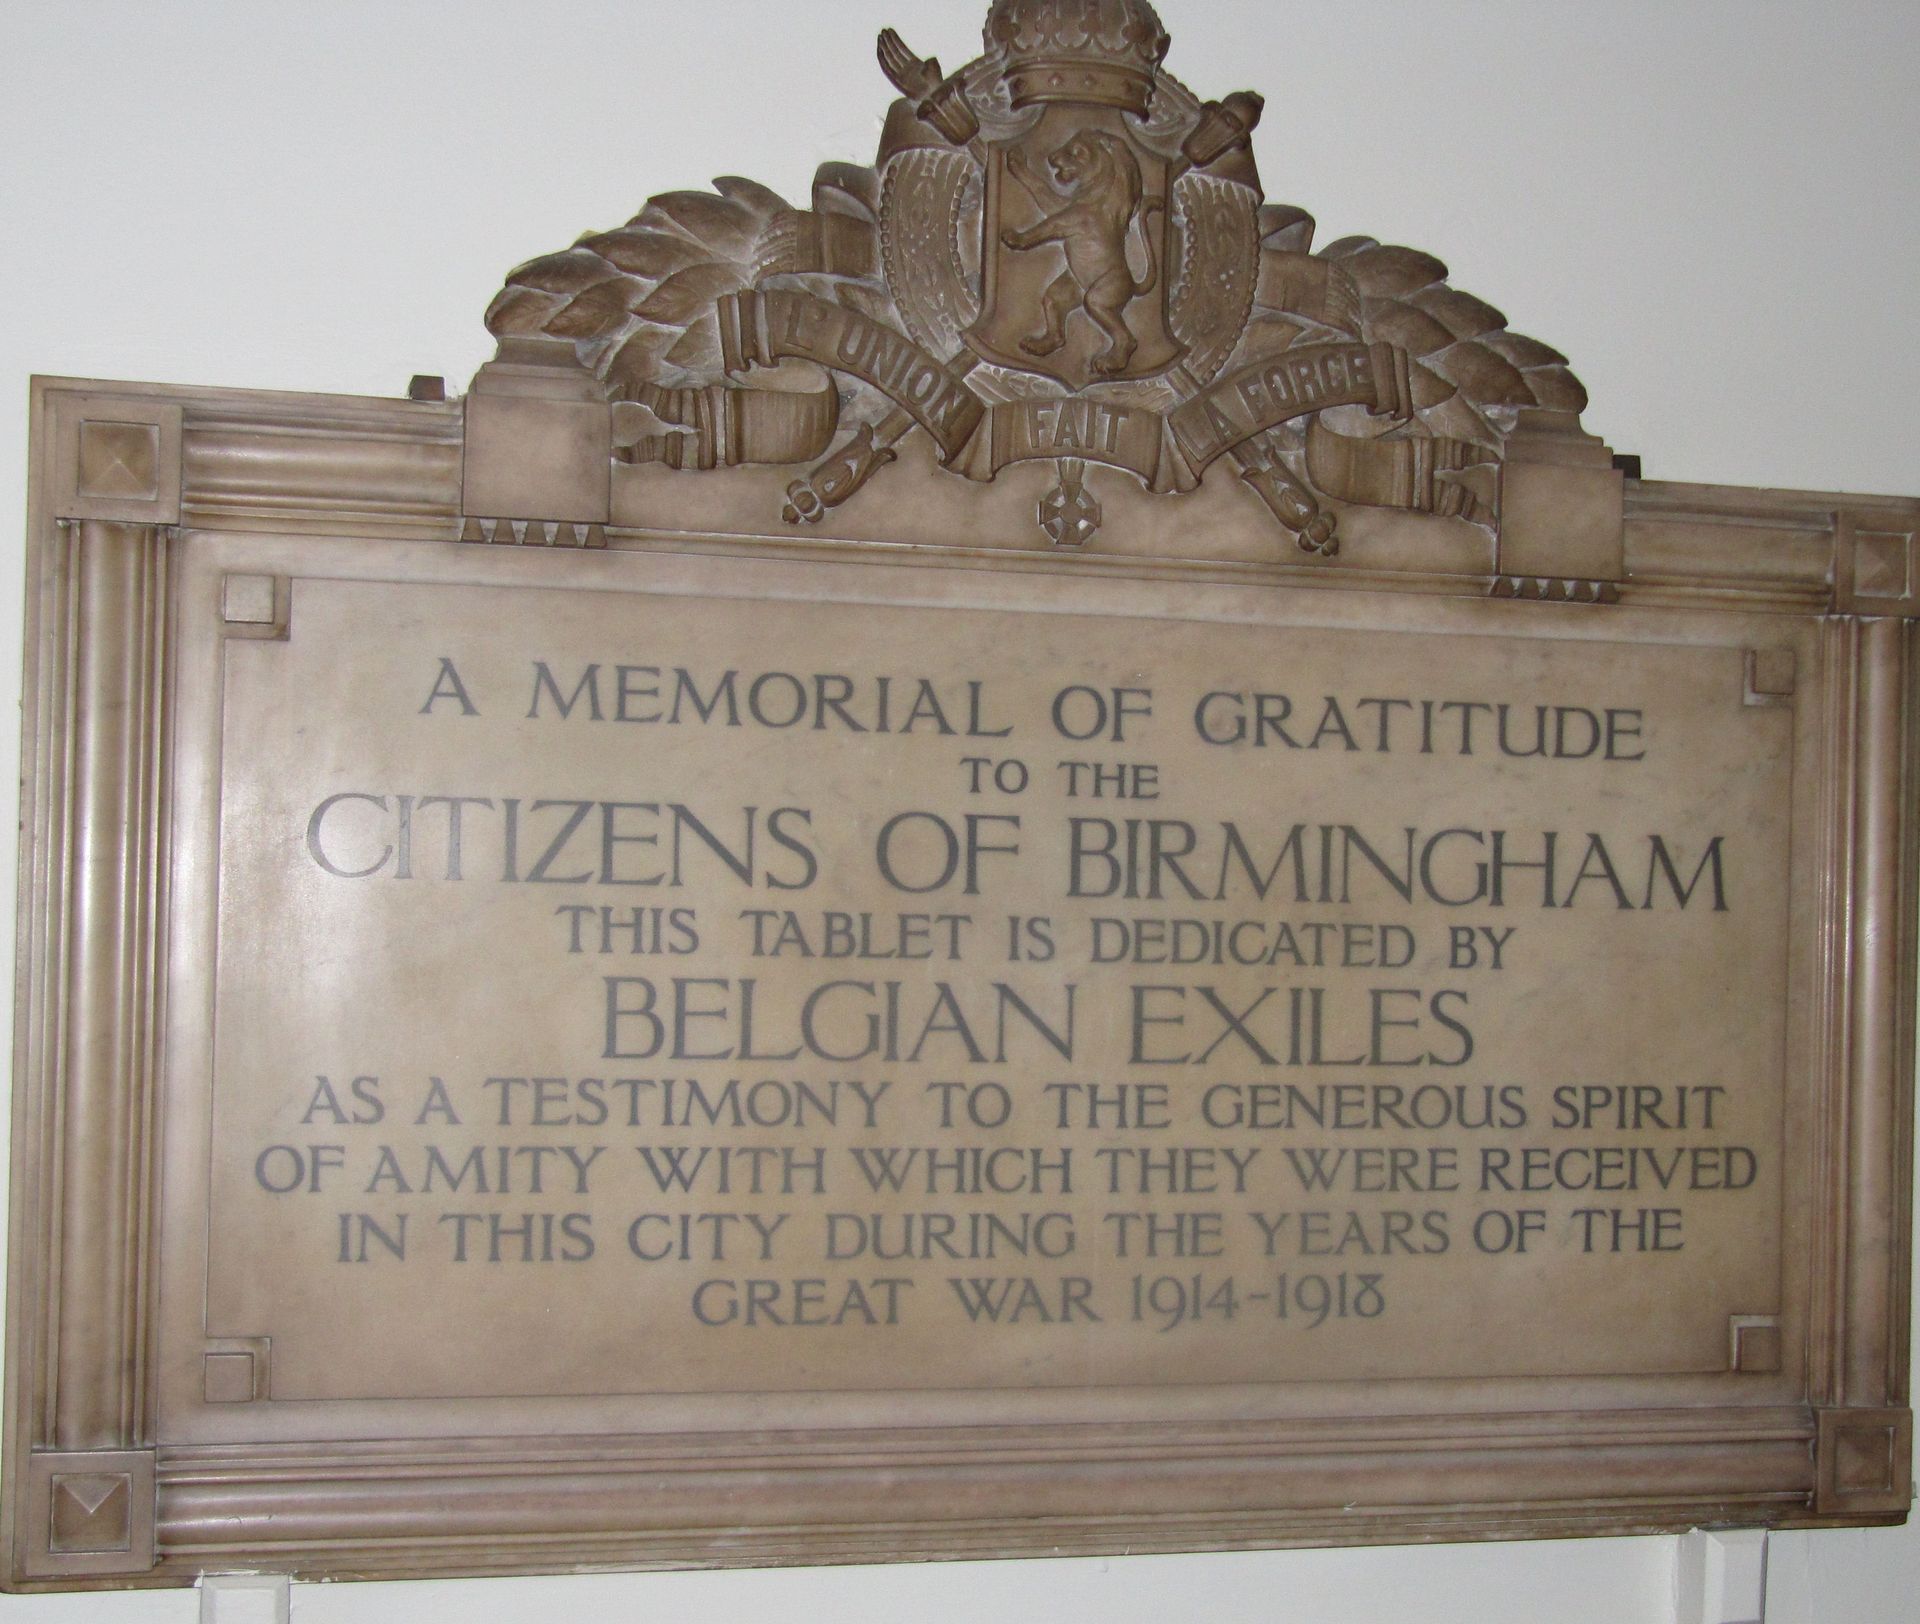 L'UNION FAIT LA FORCE
A MEMORIAL OF GRATITUDE
TO THE
CITIZENS OF BIRMINGHAM
THIS TABLET IS DEDICATED BY
BELGIAN EXILES
AS A TESTIMONY TO THE GENEROUS SPIRIT
OF AMITY WITH WHICH THEY WERE RECEIVED
IN THIS CITY DURING THE YEARS OF THE
GREAT WAR 1914-1918